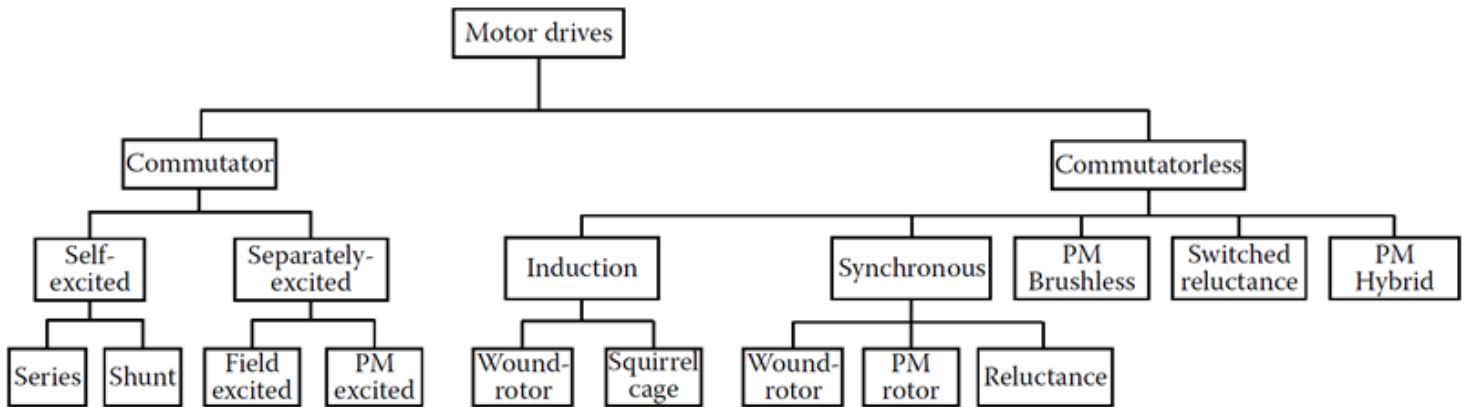 Motor drives
Commutator
Commutatorless
Self-
excited
Separately-
excited
Induction
Synchronous
PM
Brushless
Switched
reluctance
PM
Hybrid
Series
Shunt
Field
excited
PM
excited
Wound-
rotor
Squirrel
cage
Wound-
rotor
PM
rotor
Reluctance